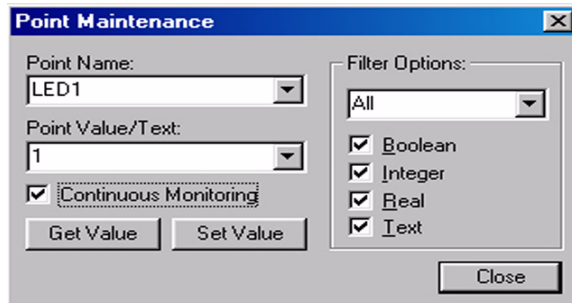 Point Maintenance
Point Name:
LED1
Point Value/Text:
1
Continuous Monitoring
Get Value
Set Value
Filter Options:
All
Boolean
Integer
Real
Text
Close